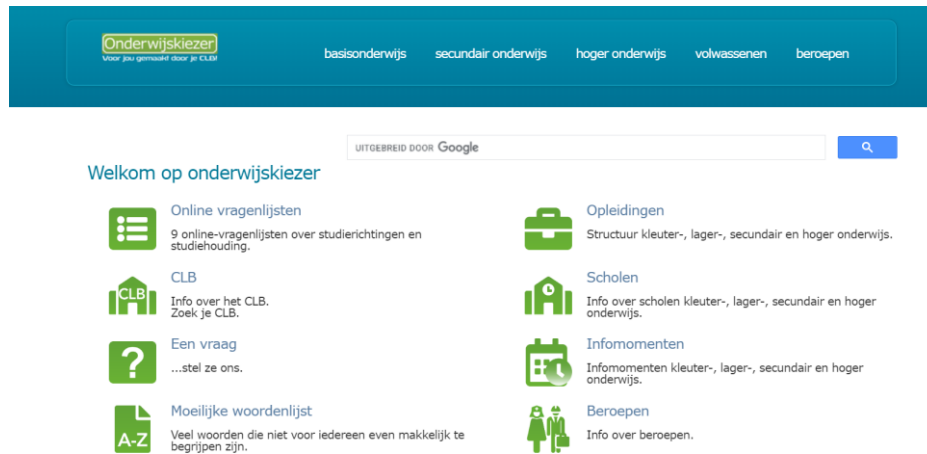 Onderwijskiezer
Voor jou gemaakt door je CLB!
basisonderwijs secundair onderwijs hoger onderwijs volwassenen beroepen
UITGEBREID DOOR Google
Welkom op onderwijskiezer
Online vragenlijsten
9 online-vragenlijsten over studierichtingen en
studiehouding.
Opleidingen
Structuur kleuter-, lager-, secundair en hoger onderwijs.
CLB
CLB
Info over het CLB.
Zoek je CLB.
Scholen
Info over scholen kleuter-, lager-, secundair en hoger
onderwijs.
?
Een vraag
...stel ze ons.
Infomomenten
Infomomenten kleuter-, lager-, secundair en hoger
onderwijs.
A-Z
Moeilijke woordenlijst
Veel woorden die niet voor iedereen even makkelijk te
begrijpen zijn.
Beroepen
Info over beroepen.